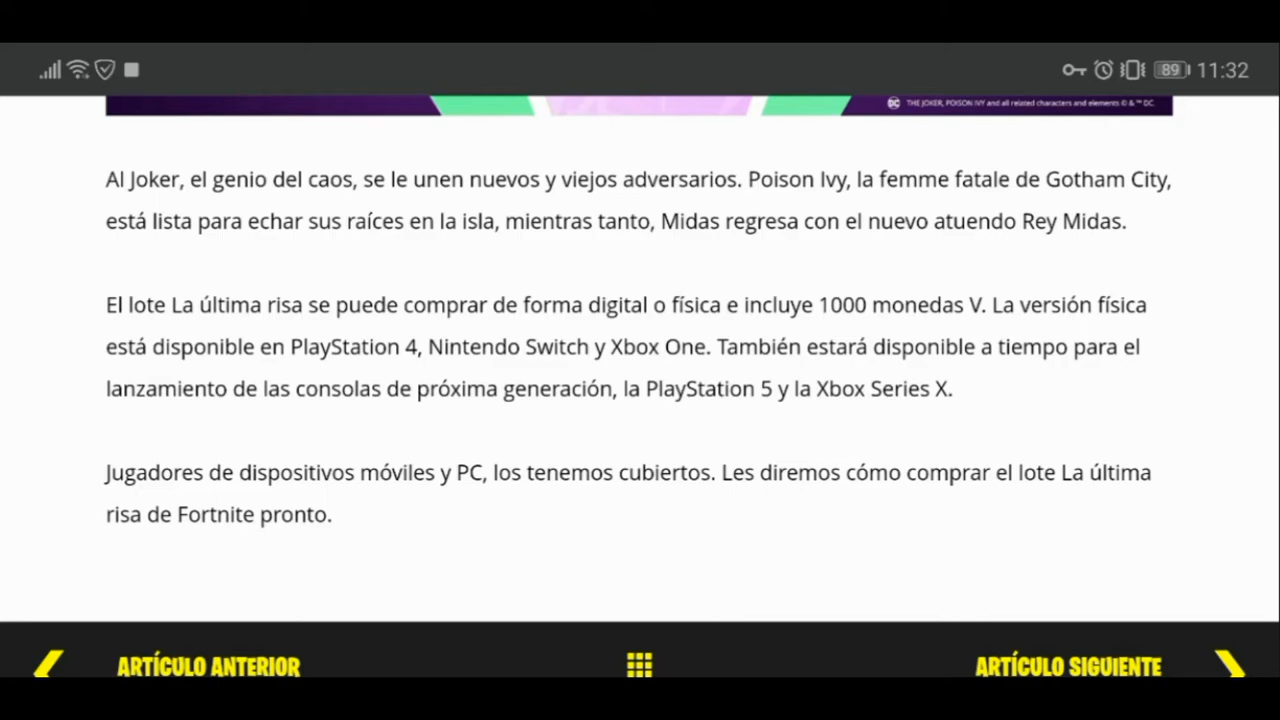 89 11:32
DC THE JOKER, POISON IVY and all related characters and elements © & ™ DC.
Al Joker, el genio del caos, se le unen nuevos y viejos adversarios. Poison Ivy, la femme fatale de Gotham City,
está lista para echar sus raíces en la isla, mientras tanto, Midas regresa con el nuevo atuendo Rey Midas.
El lote La última risa se puede comprar de forma digital o física e incluye 1000 monedas V. La versión física
está disponible en PlayStation 4, Nintendo Switch y Xbox One. También estará disponible a tiempo para el
lanzamiento de las consolas de próxima generación, la PlayStation 5 y la Xbox Series X.
Jugadores de dispositivos móviles y PC, los tenemos cubiertos. Les diremos cómo comprar el lote La última
risa de Fortnite pronto.
ARTÍCULO ANTERIOR
ARTÍCULO SIGUIENTE